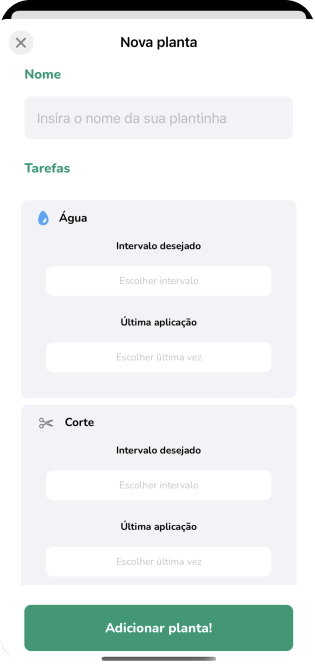 Nova planta
Nome
Insira o nome da sua plantinha
Tarefas
Água
Intervalo desejado
Escolher intervalo
Última aplicação
Escolher última vez
Corte
Intervalo desejado
Escolher intervalo
Última aplicação
Escolher última vez
Adicionar planta!